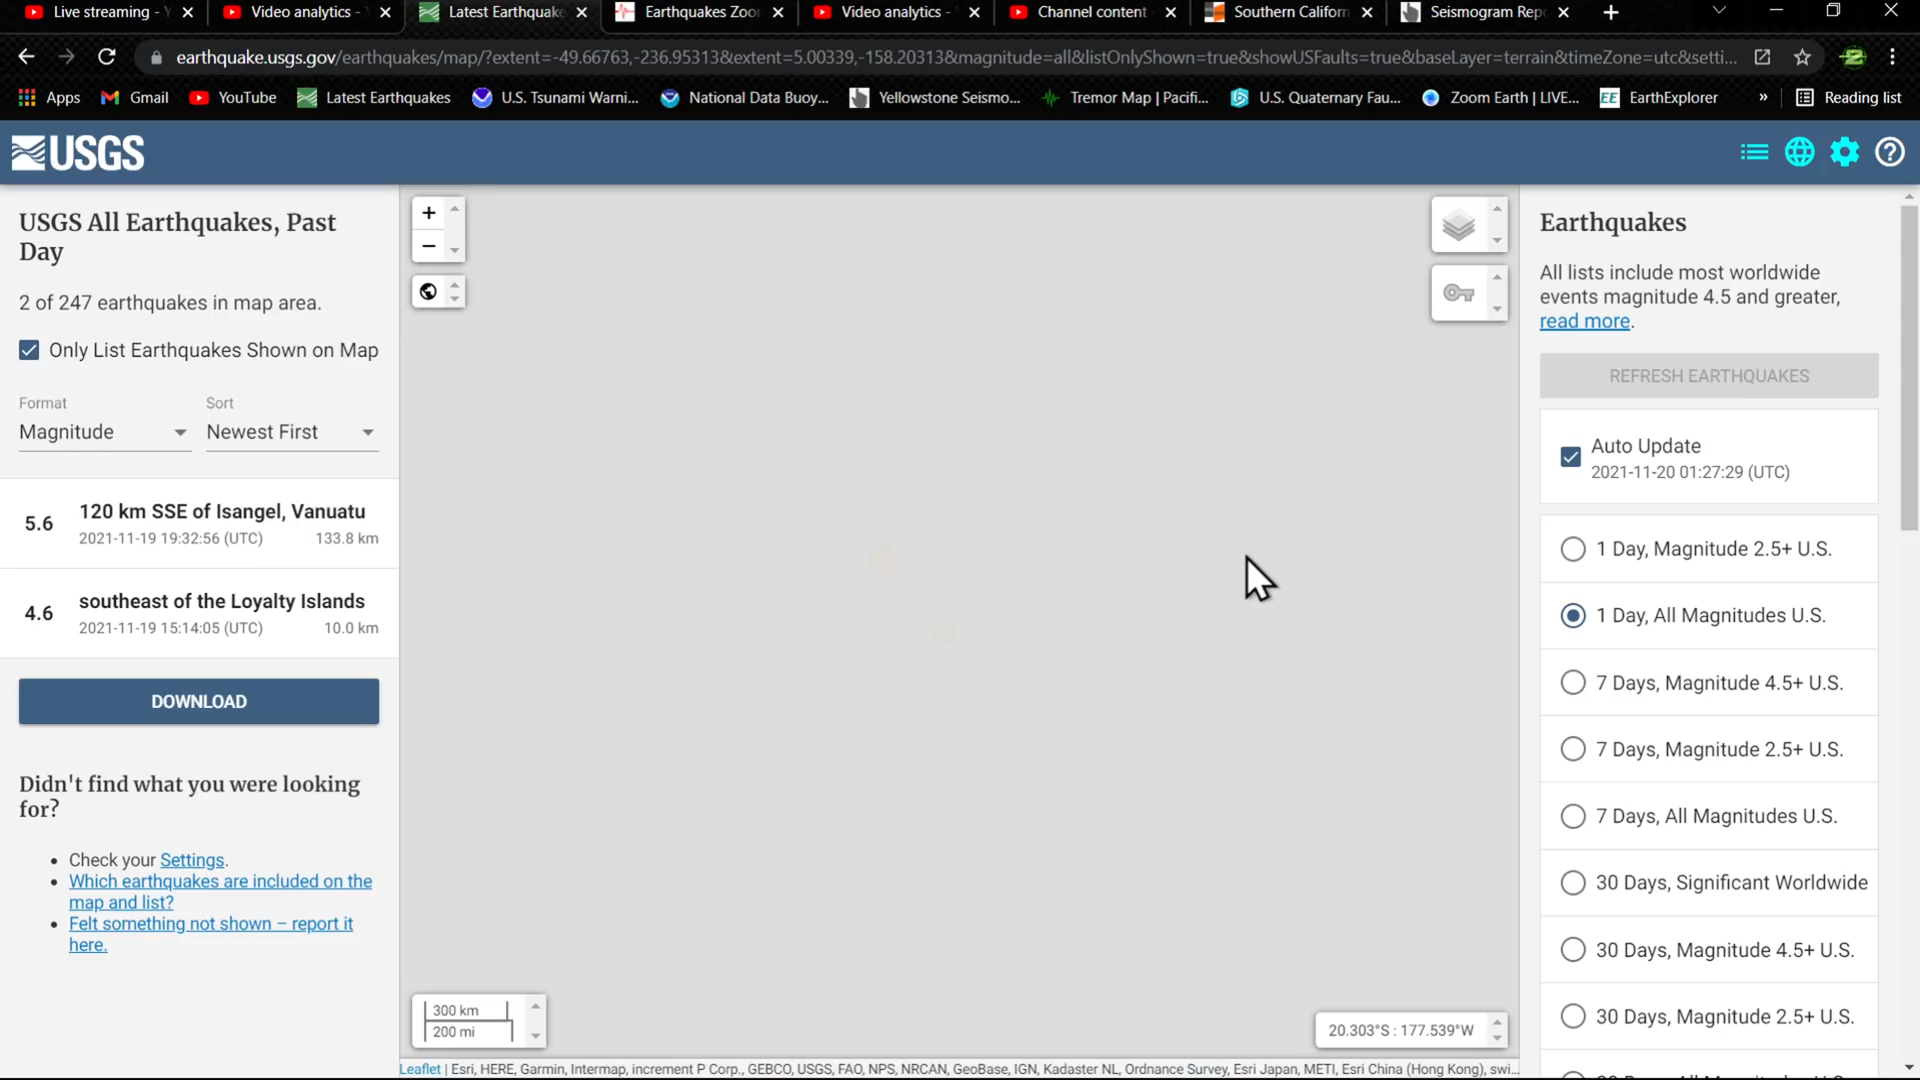 Live streaming - Y
Video analytics -
Latest Earthquake
Earthquakes Zoo
Video analytics -
Channel content
Southern Californ
Seismogram Rep
earthquake.usgs.gov/earthquakes/map/?extent=-49.66763,-236.95313&extent=5.00339,-158.20313&magnitude=all&listOnlyShown=true&showUSFaults=true&baseLayer=terrain&timeZone=utc&setti...
Apps
Gmail
YouTube
Latest Earthquakes
U.S. Tsunami Warni...
National Data Buoy...
Yellowstone Seismo...
Tremor Map | Pacifi...
U.S. Quaternary Fau...
Zoom Earth | LIVE...
EE EarthExplorer
»
Reading list
USGS
USGS All Earthquakes, Past
Day
2 of 247 earthquakes in map area.
Only List Earthquakes Shown on Map
Format
Sort
Magnitude
Newest First
5.6
120 km SSE of Isangel, Vanuatu
2021-11-19 19:32:56 (UTC)
133.8 km
4.6
southeast of the Loyalty Islands
2021-11-19 15:14:05 (UTC)
10.0 km
DOWNLOAD
Didn't find what you were looking
for?
• Check your Settings.
• Which earthquakes are included on the
map and list?
• Felt something not shown – report it
here.
+
−
300 km
200 mi
20.303°S : 177.539°W
Leaflet | Esri, HERE, Garmin, Intermap, increment P Corp., GEBCO, USGS, FAO, NPS, NRCAN, GeoBase, IGN, Kadaster NL, Ordnance Survey, Esri Japan, METI, Esri China (Hong Kong), swi...
Earthquakes
All lists include most worldwide
events magnitude 4.5 and greater,
read more.
REFRESH EARTHQUAKES
Auto Update
2021-11-20 01:27:29 (UTC)
1 Day, Magnitude 2.5+ U.S.
1 Day, All Magnitudes U.S.
7 Days, Magnitude 4.5+ U.S.
7 Days, Magnitude 2.5+ U.S.
7 Days, All Magnitudes U.S.
30 Days, Significant Worldwide
30 Days, Magnitude 4.5+ U.S.
30 Days, Magnitude 2.5+ U.S.